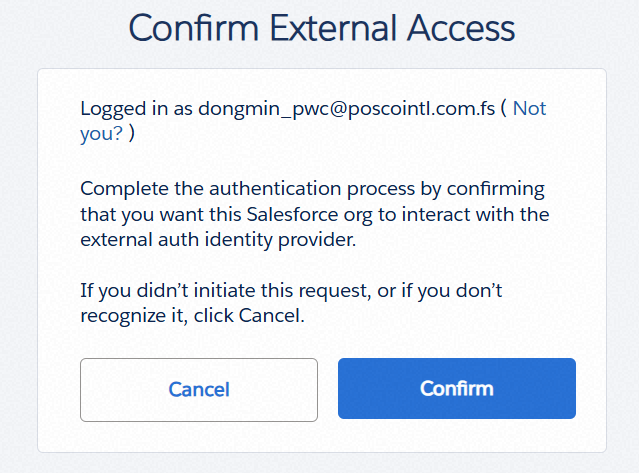 Confirm External Access
Logged in as dongmin_pwc@poscointl.com.fs ( Not
you? )
Complete the authentication process by confirming
that you want this Salesforce org to interact with the
external auth identity provider.
If you didn’t initiate this request, or if you don’t
recognize it, click Cancel.
Cancel
Confirm